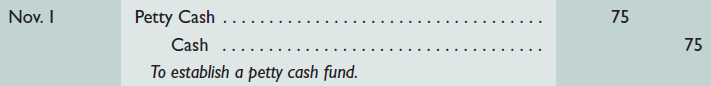 Nov. 1 Petty Cash .................................. 75
Cash .................................. 75
To establish a petty cash fund.